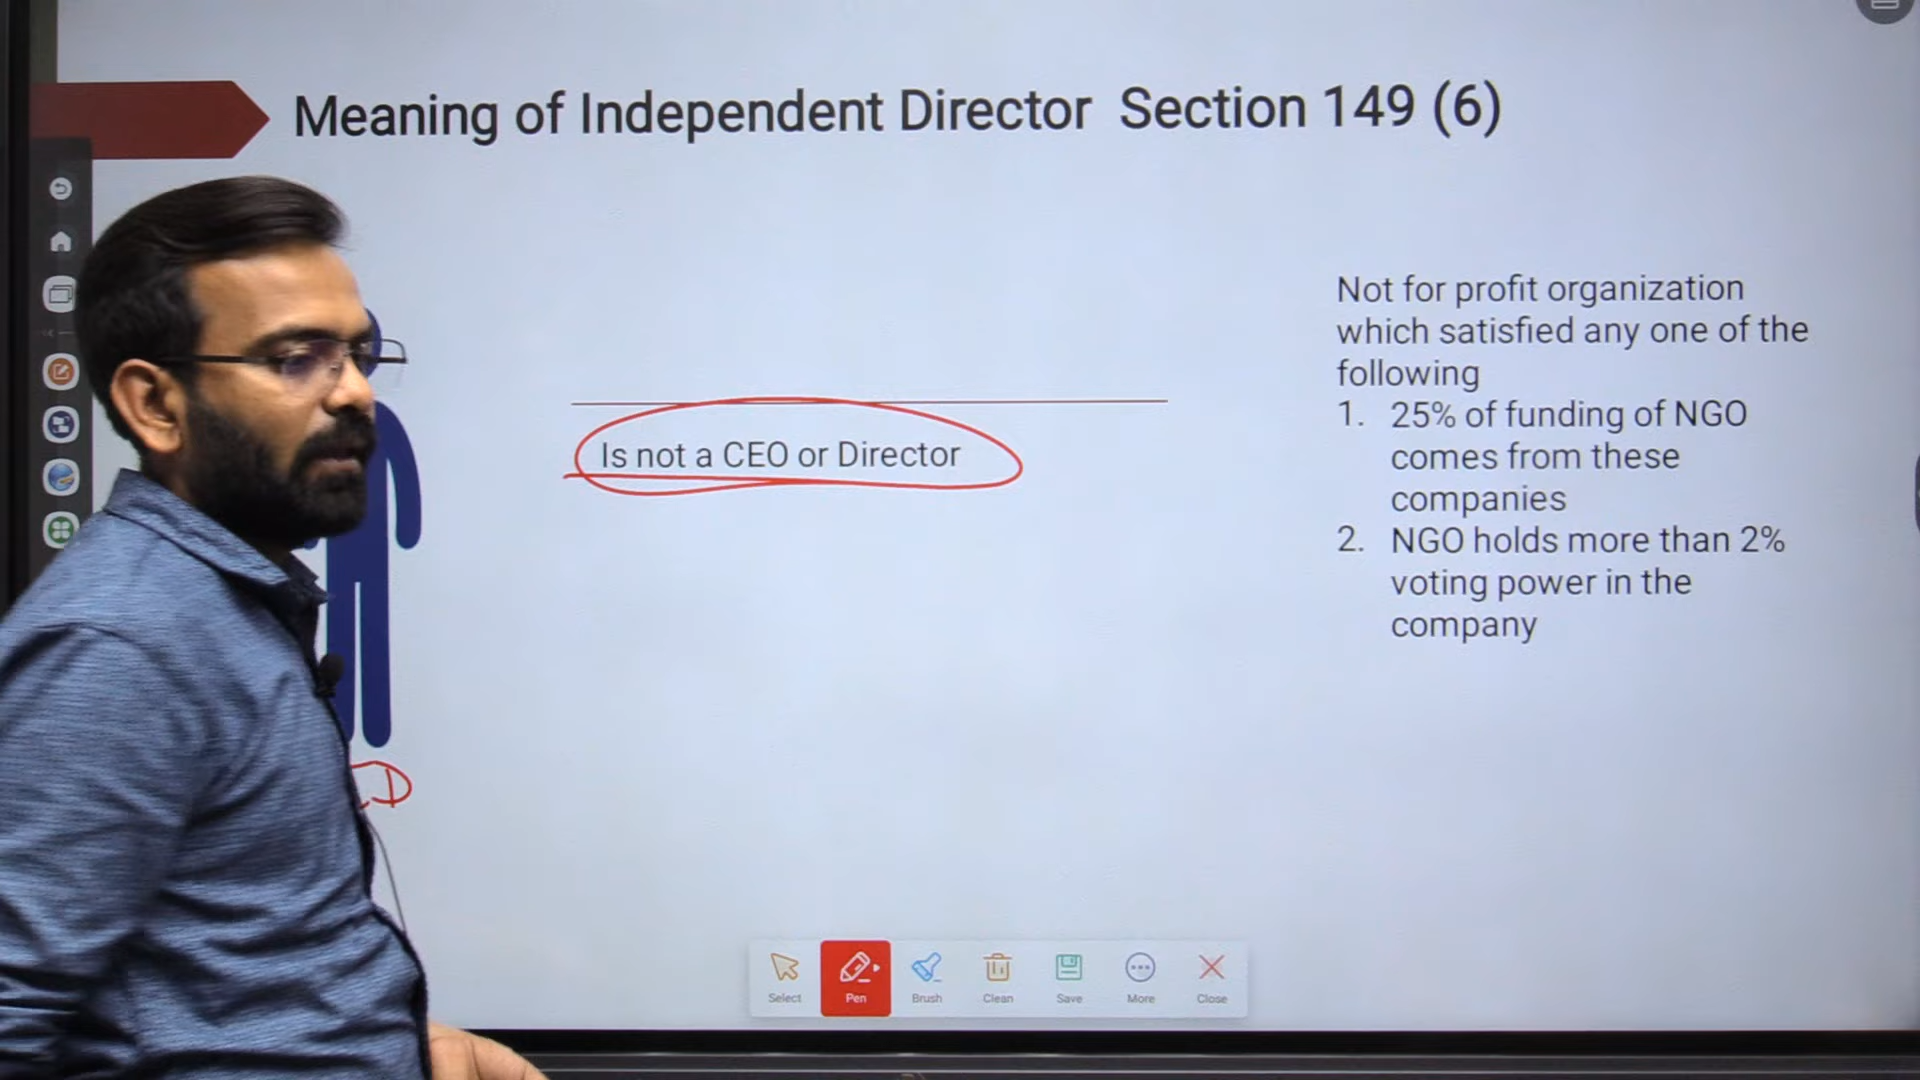 Meaning of Independent Director Section 149 (6)
Is not a CEO or Director
Not for profit organization
which satisfied any one of the
following
1. 25% of funding of NGO
comes from these
companies
2. NGO holds more than 2%
voting power in the
company
D
Select Pen Brush Clean Save More Close